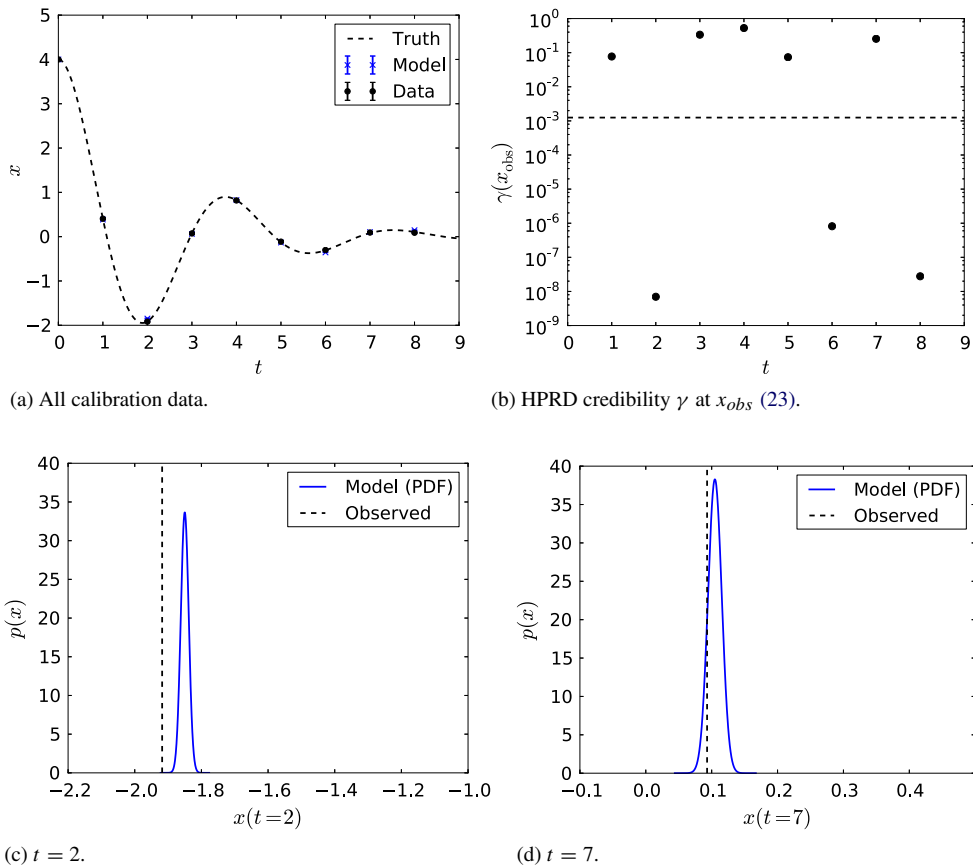 5
4
3
2
1
0
−1
−2
x
0 1 2 3 4 5 6 7 8 9
t
Truth
Model
Data
(a) All calibration data.
10^0
10^-1
10^-2
10^-3
10^-4
10^-5
10^-6
10^-7
10^-8
10^-9
γ(x_obs)
0 1 2 3 4 5 6 7 8 9
t
(b) HPRD credibility γ at x_obs (23).
40
35
30
25
20
15
10
5
0
p(x)
−2.2 −2.0 −1.8 −1.6 −1.4 −1.2 −1.0
x(t=2)
Model (PDF)
Observed
(c) t = 2.
40
35
30
25
20
15
10
5
0
p(x)
−0.1 0.0 0.1 0.2 0.3 0.4
x(t=7)
Model (PDF)
Observed
(d) t = 7.